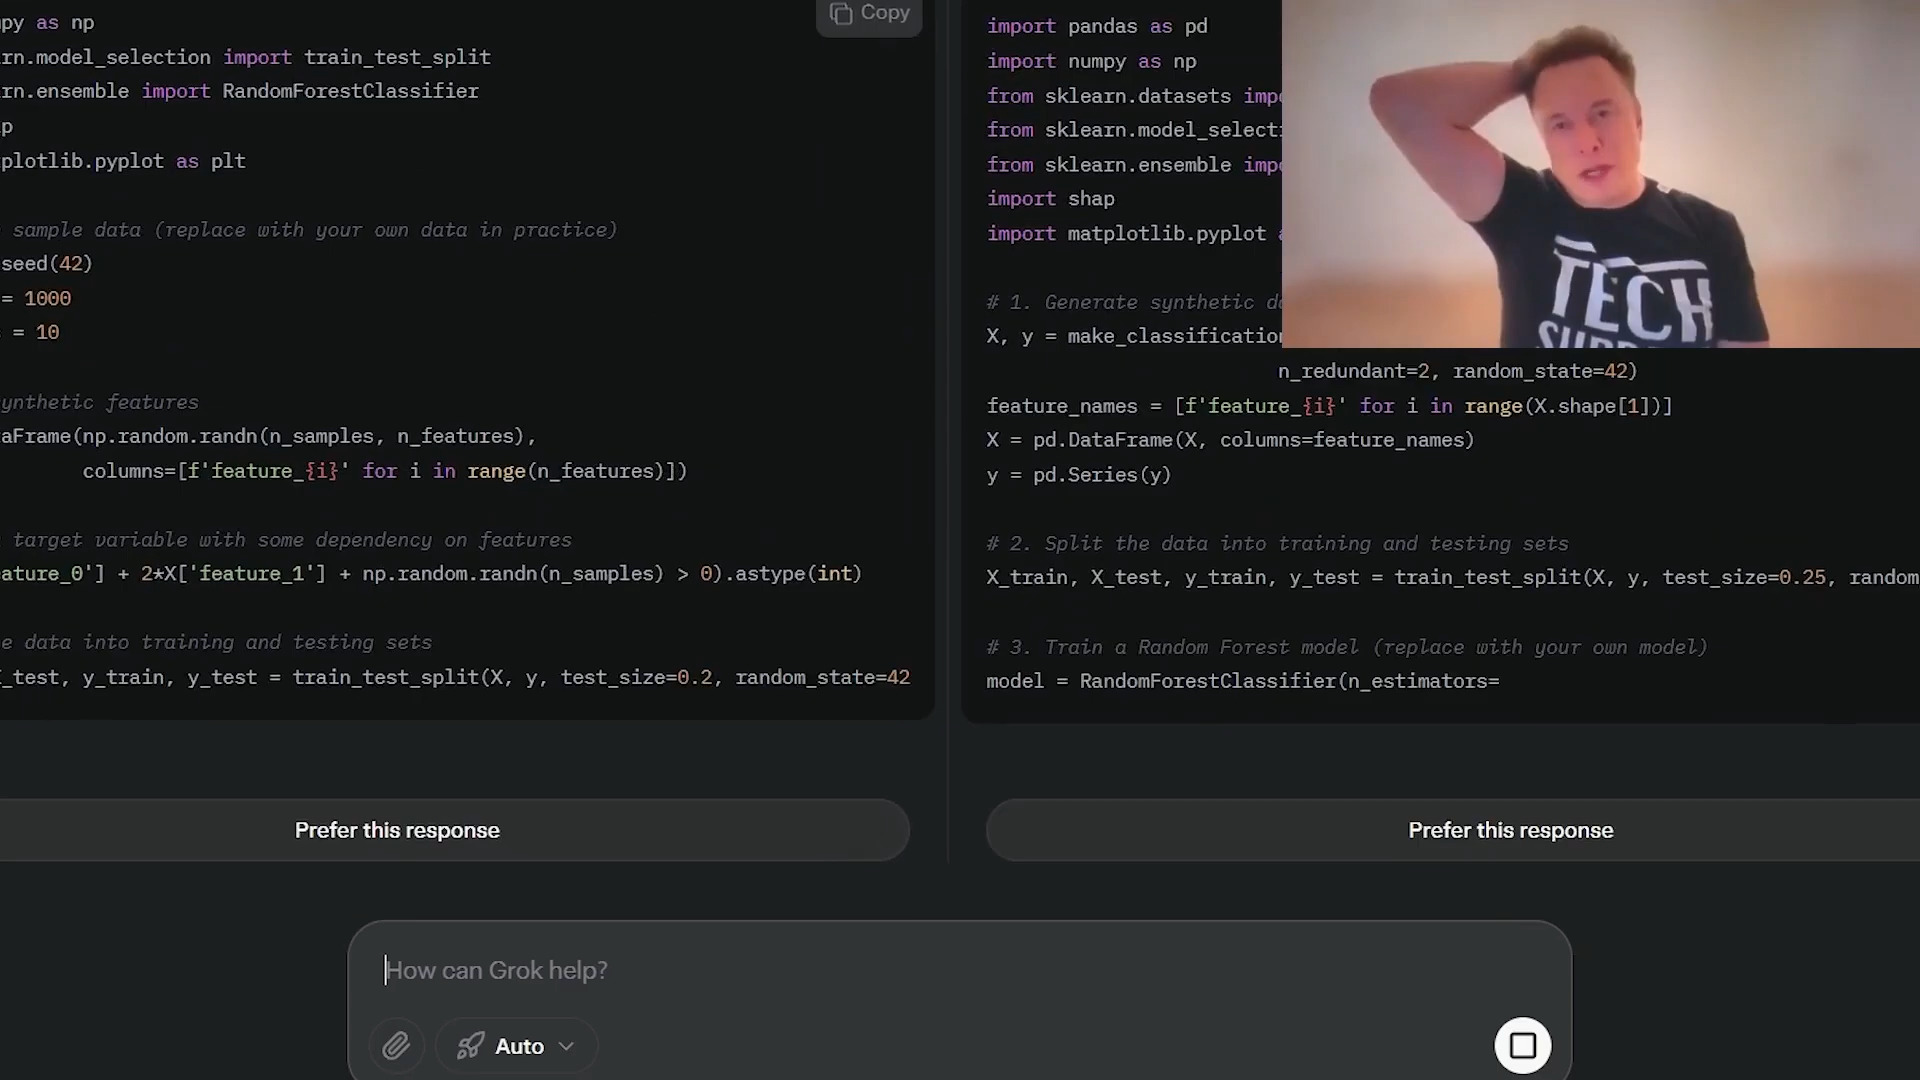 py as np
rn.model_selection import train_test_split
rn.ensemble import RandomForestClassifier
p
plotlib.pyplot as plt
sample data (replace with your own data in practice)
seed(42)
= 1000
= 10
ynthetic features
aFrame(np.random.randn(n_samples, n_features),
columns=[f'feature_{i}' for i in range(n_features)])
target variable with some dependency on features
eature_0'] + 2*X['feature_1'] + np.random.randn(n_samples) > 0).astype(int)
e data into training and testing sets
_test, y_train, y_test = train_test_split(X, y, test_size=0.2, random_state=42
Copy
Prefer this response
import pandas as pd
import numpy as np
from sklearn.datasets impo
from sklearn.model_selecti
from sklearn.ensemble impo
import shap
import matplotlib.pyplot a
# 1. Generate synthetic da
X, y = make_classification
n_redundant=2, random_state=42)
feature_names = [f'feature_{i}' for i in range(X.shape[1])]
X = pd.DataFrame(X, columns=feature_names)
y = pd.Series(y)
# 2. Split the data into training and testing sets
X_train, X_test, y_train, y_test = train_test_split(X, y, test_size=0.25, random
# 3. Train a Random Forest model (replace with your own model)
model = RandomForestClassifier(n_estimators=
Prefer this response
TECH
SUPPORT
How can Grok help?
Auto